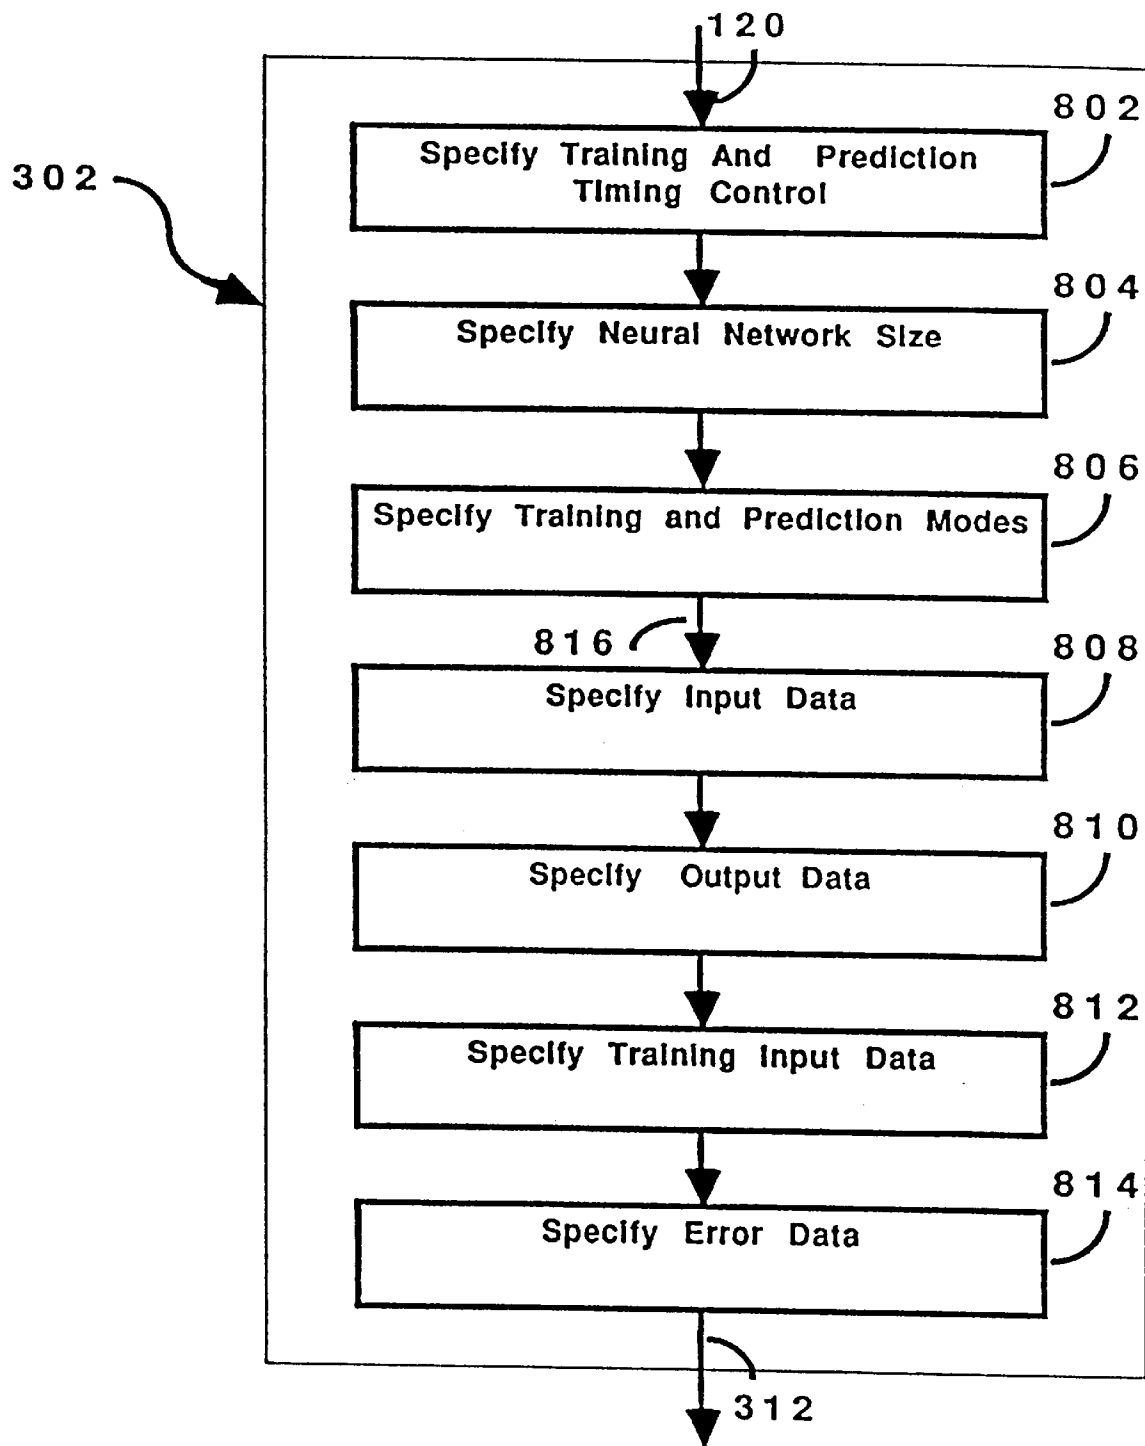 120
802
Specify Training And Prediction
Timing Control
302
804
Specify Neural Network Size
806
Specify Training and Prediction Modes
816
808
Specify Input Data
810
Specify Output Data
812
Specify Training Input Data
814
Specify Error Data
312